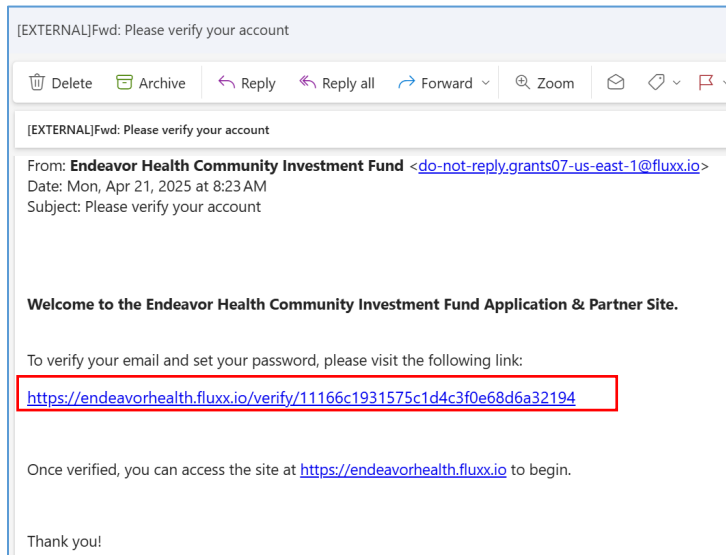 [EXTERNAL]Fwd: Please verify your account
Delete Archive Reply Reply all Forward Zoom
[EXTERNAL]Fwd: Please verify your account
From: Endeavor Health Community Investment Fund <do-not-reply.grants07-us-east-1@fluxx.io>
Date: Mon, Apr 21, 2025 at 8:23 AM
Subject: Please verify your account
Welcome to the Endeavor Health Community Investment Fund Application & Partner Site.
To verify your email and set your password, please visit the following link:
https://endeavorhealth.fluxx.io/verify/11166c1931575c1d4c3f0e68d6a32194
Once verified, you can access the site at https://endeavorhealth.fluxx.io to begin.
Thank you!